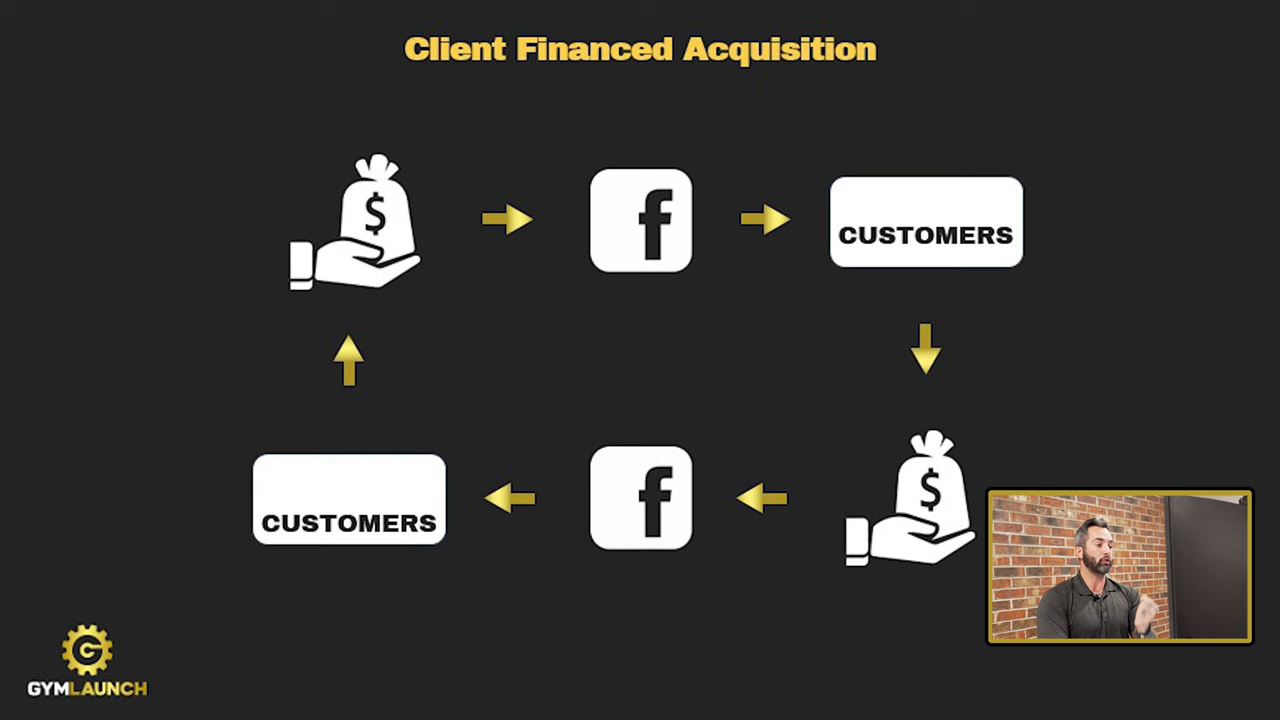 Client Financed Acquisition
$
f
CUSTOMERS
CUSTOMERS
f
$
G
GYMLAUNCH